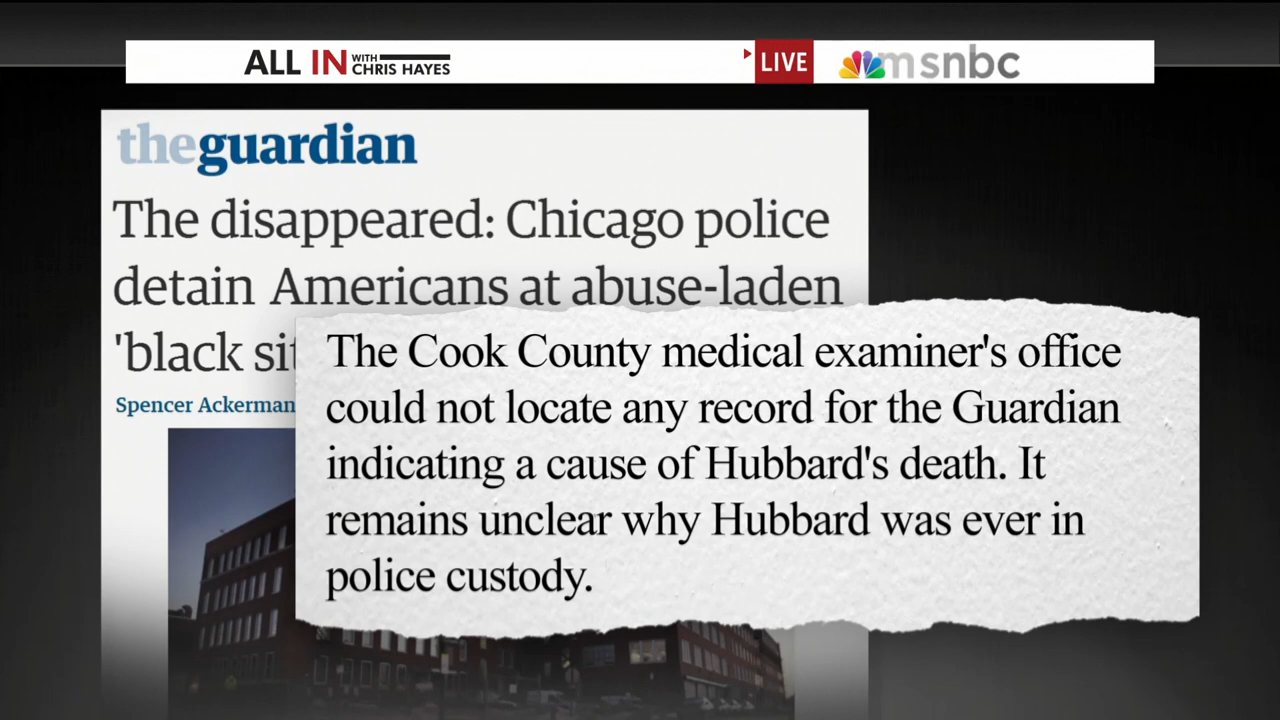 ALL IN WITH CHRIS HAYES
LIVE
msnbc
theguardian
The disappeared: Chicago police
detain Americans at abuse-laden
'black sit
Spencer Ackerman
The Cook County medical examiner's office
could not locate any record for the Guardian
indicating a cause of Hubbard's death. It
remains unclear why Hubbard was ever in
police custody.